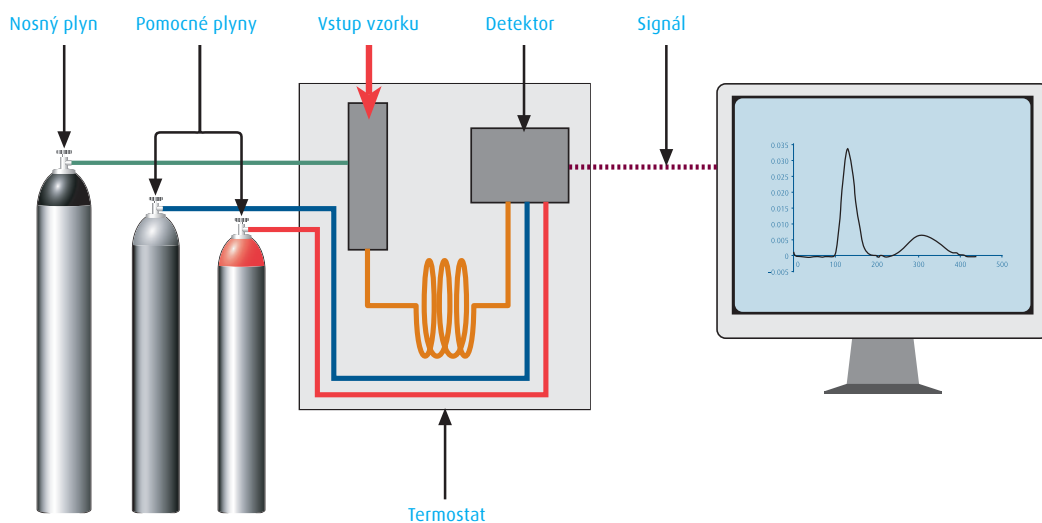 Nosný plyn
Pomocné plyny
Vstup vzorku
Detektor
Signál
0.035
0.030
0.025
0.020
0.015
0.010
0.005
0
-0.005
0 100 200 300 400 500
Termostat